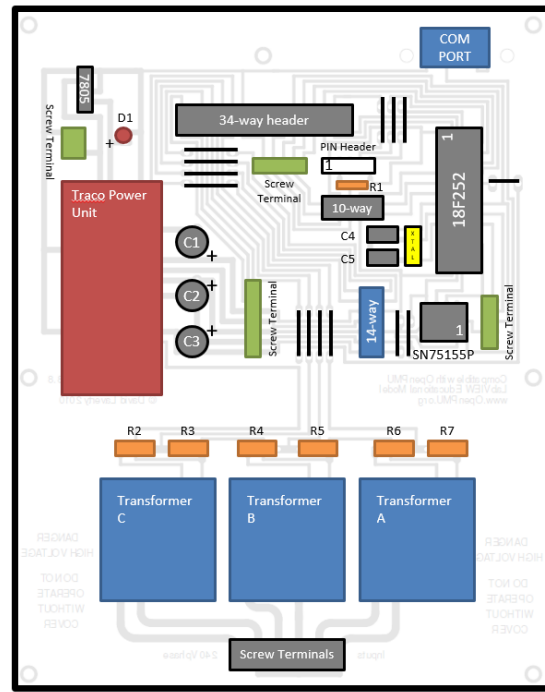 COM
PORT
7805
Screw Terminal
D1
+
34-way header
PIN Header
1
1
Screw
Terminal
R1
18F252
Traco Power
Unit
10-way
C4
XTAL
C5
C1
+
C2
+
C3
+
Screw Terminal
14-way
1
SN75155P
Screw Terminal
Compatible with Open PMU
LabVIEW Educational Model
www.OpenPMU.org
R2
R3
R4
R5
R6
R7
Transformer
C
Transformer
B
Transformer
A
DANGER
HIGH VOLTAGE
DO NOT
OPERATE
WITHOUT
COVER
DANGER
HIGH VOLTAGE
DO NOT
OPERATE
WITHOUT
COVER
Screw Terminals
Inputs
240 Vphase